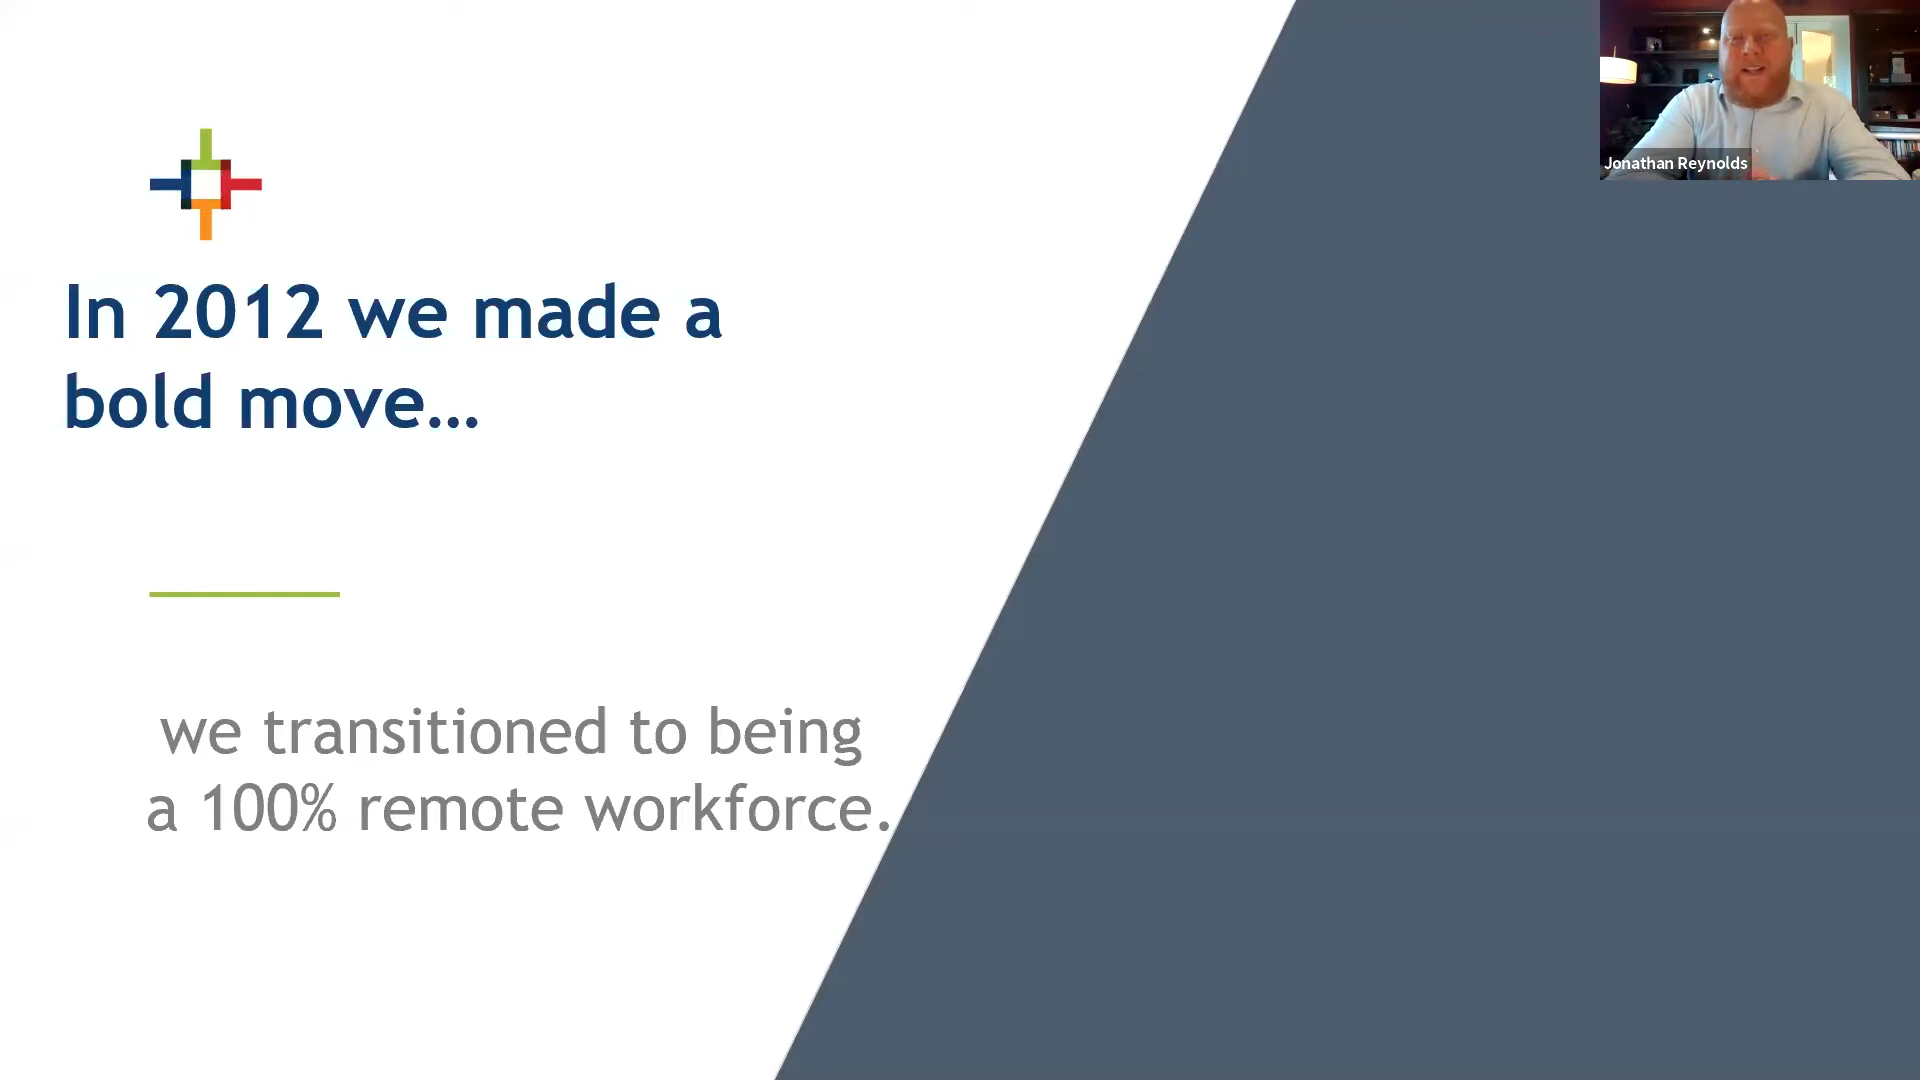 In 2012 we made a
bold move...
we transitioned to being
a 100% remote workforce.
Jonathan Reynolds